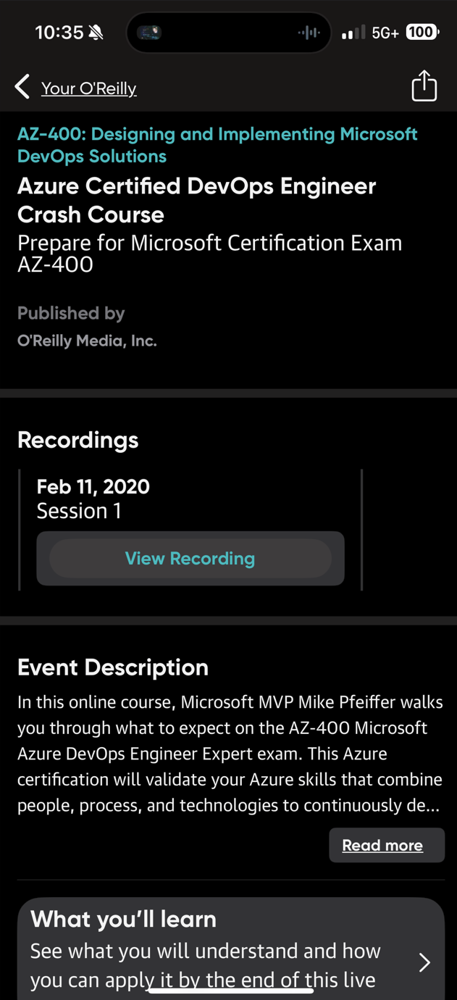 10:35
5G+
100
Your O'Reilly
AZ-400: Designing and Implementing Microsoft
DevOps Solutions
Azure Certified DevOps Engineer
Crash Course
Prepare for Microsoft Certification Exam
AZ-400
Published by
O'Reilly Media, Inc.
Recordings
Feb 11, 2020
Session 1
View Recording
Event Description
In this online course, Microsoft MVP Mike Pfeiffer walks
you through what to expect on the AZ-400 Microsoft
Azure DevOps Engineer Expert exam. This Azure
certification will validate your Azure skills that combine
people, process, and technologies to continuously de...
Read more
What you’ll learn
See what you will understand and how
you can apply it by the end of this live